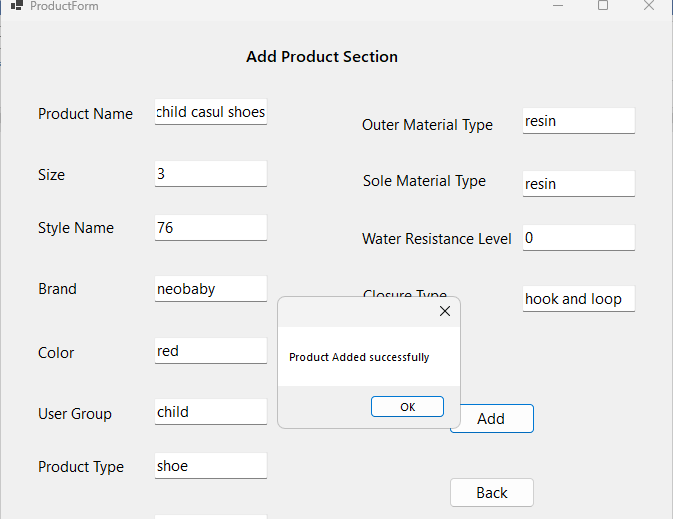 ProductForm
Add Product Section
Product Name child casul shoes
Outer Material Type resin
Size 3
Sole Material Type resin
Style Name 76
Water Resistance Level 0
Brand neobaby
Closure Type hook and loop
Product Added successfully
OK
Color red
User Group child
Add
Product Type shoe
Back